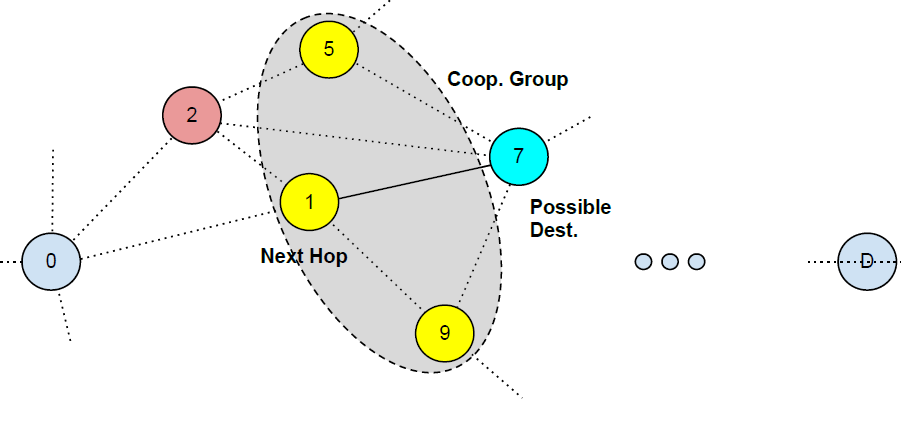 5
Coop. Group
2
7
1
Possible
Dest.
Next Hop
0
D
9